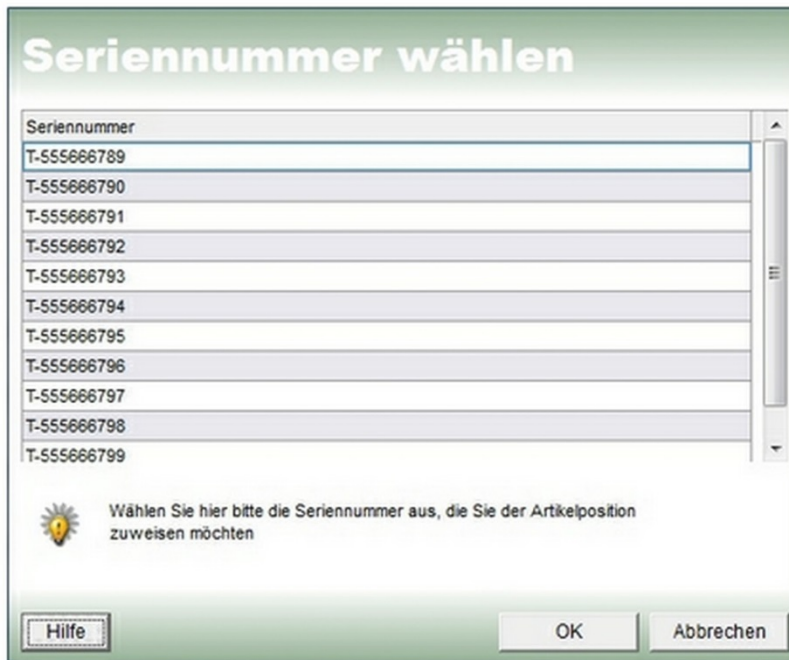 Seriennummer wählen
Seriennummer
T-555666789
T-555666790
T-555666791
T-555666792
T-555666793
T-555666794
T-555666795
T-555666796
T-555666797
T-555666798
T-555666799
Wählen Sie hier bitte die Seriennummer aus, die Sie der Artikelposition
zuweisen möchten
Hilfe
OK
Abbrechen